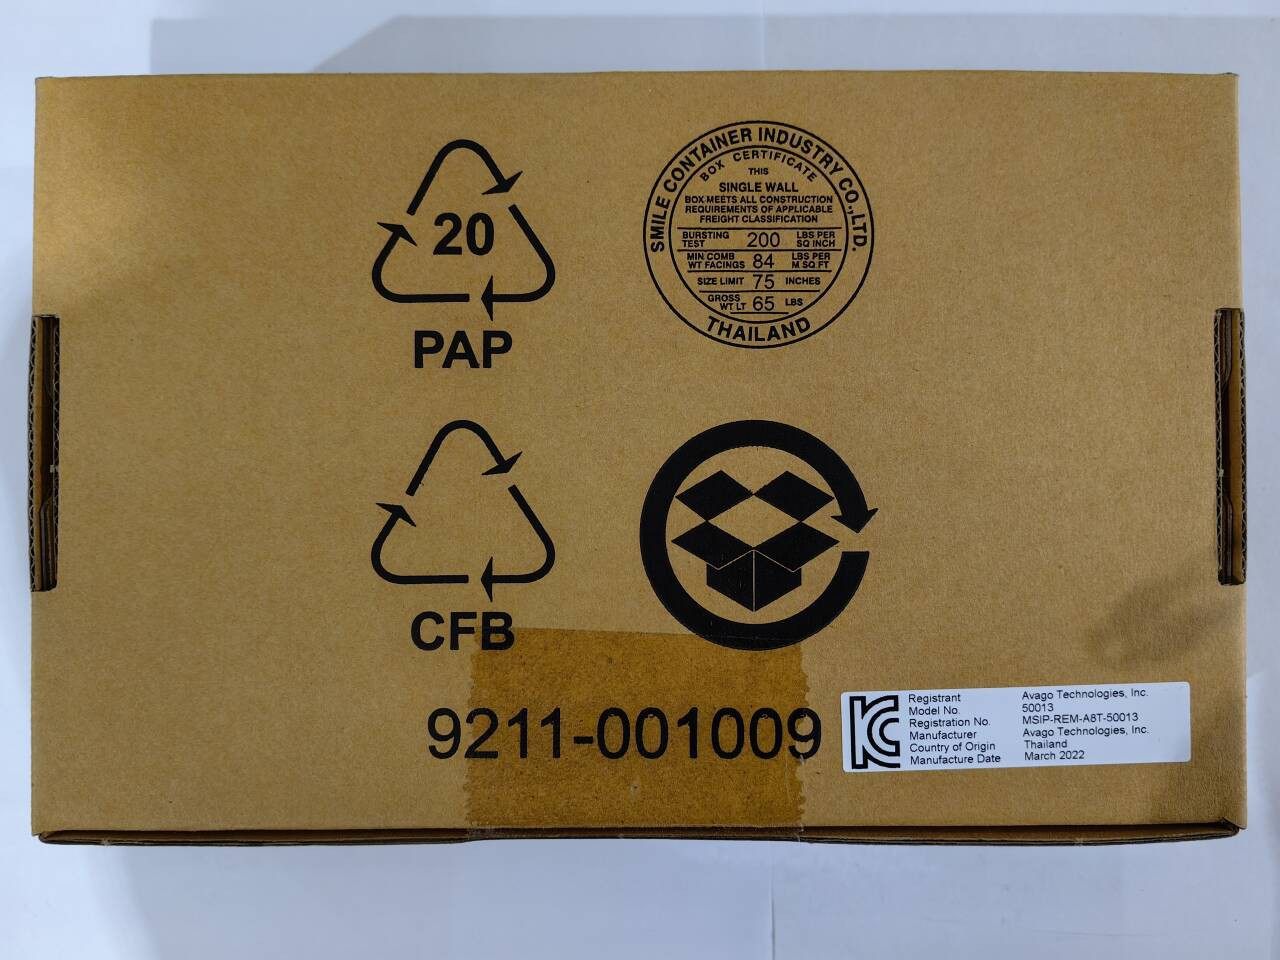 20
PAP
SMILE CONTAINER INDUSTRY CO.,LTD.
BOX CERTIFICATE
THIS
SINGLE WALL
BOX MEETS ALL CONSTRUCTION
REQUIREMENTS OF APPLICABLE
FREIGHT CLASSIFICATION
BURSTING TEST 200 LBS PER SQ INCH
MIN COMB WT FACINGS 84 LBS PER M SQ FT
SIZE LIMIT 75 INCHES
GROSS WT LT 65 LBS
THAILAND
CFB
9211-001009
Registrant Avago Technologies, Inc.
Model No. 50013
Registration No. MSIP-REM-A8T-50013
Manufacturer Avago Technologies, Inc.
Country of Origin Thailand
Manufacture Date March 2022